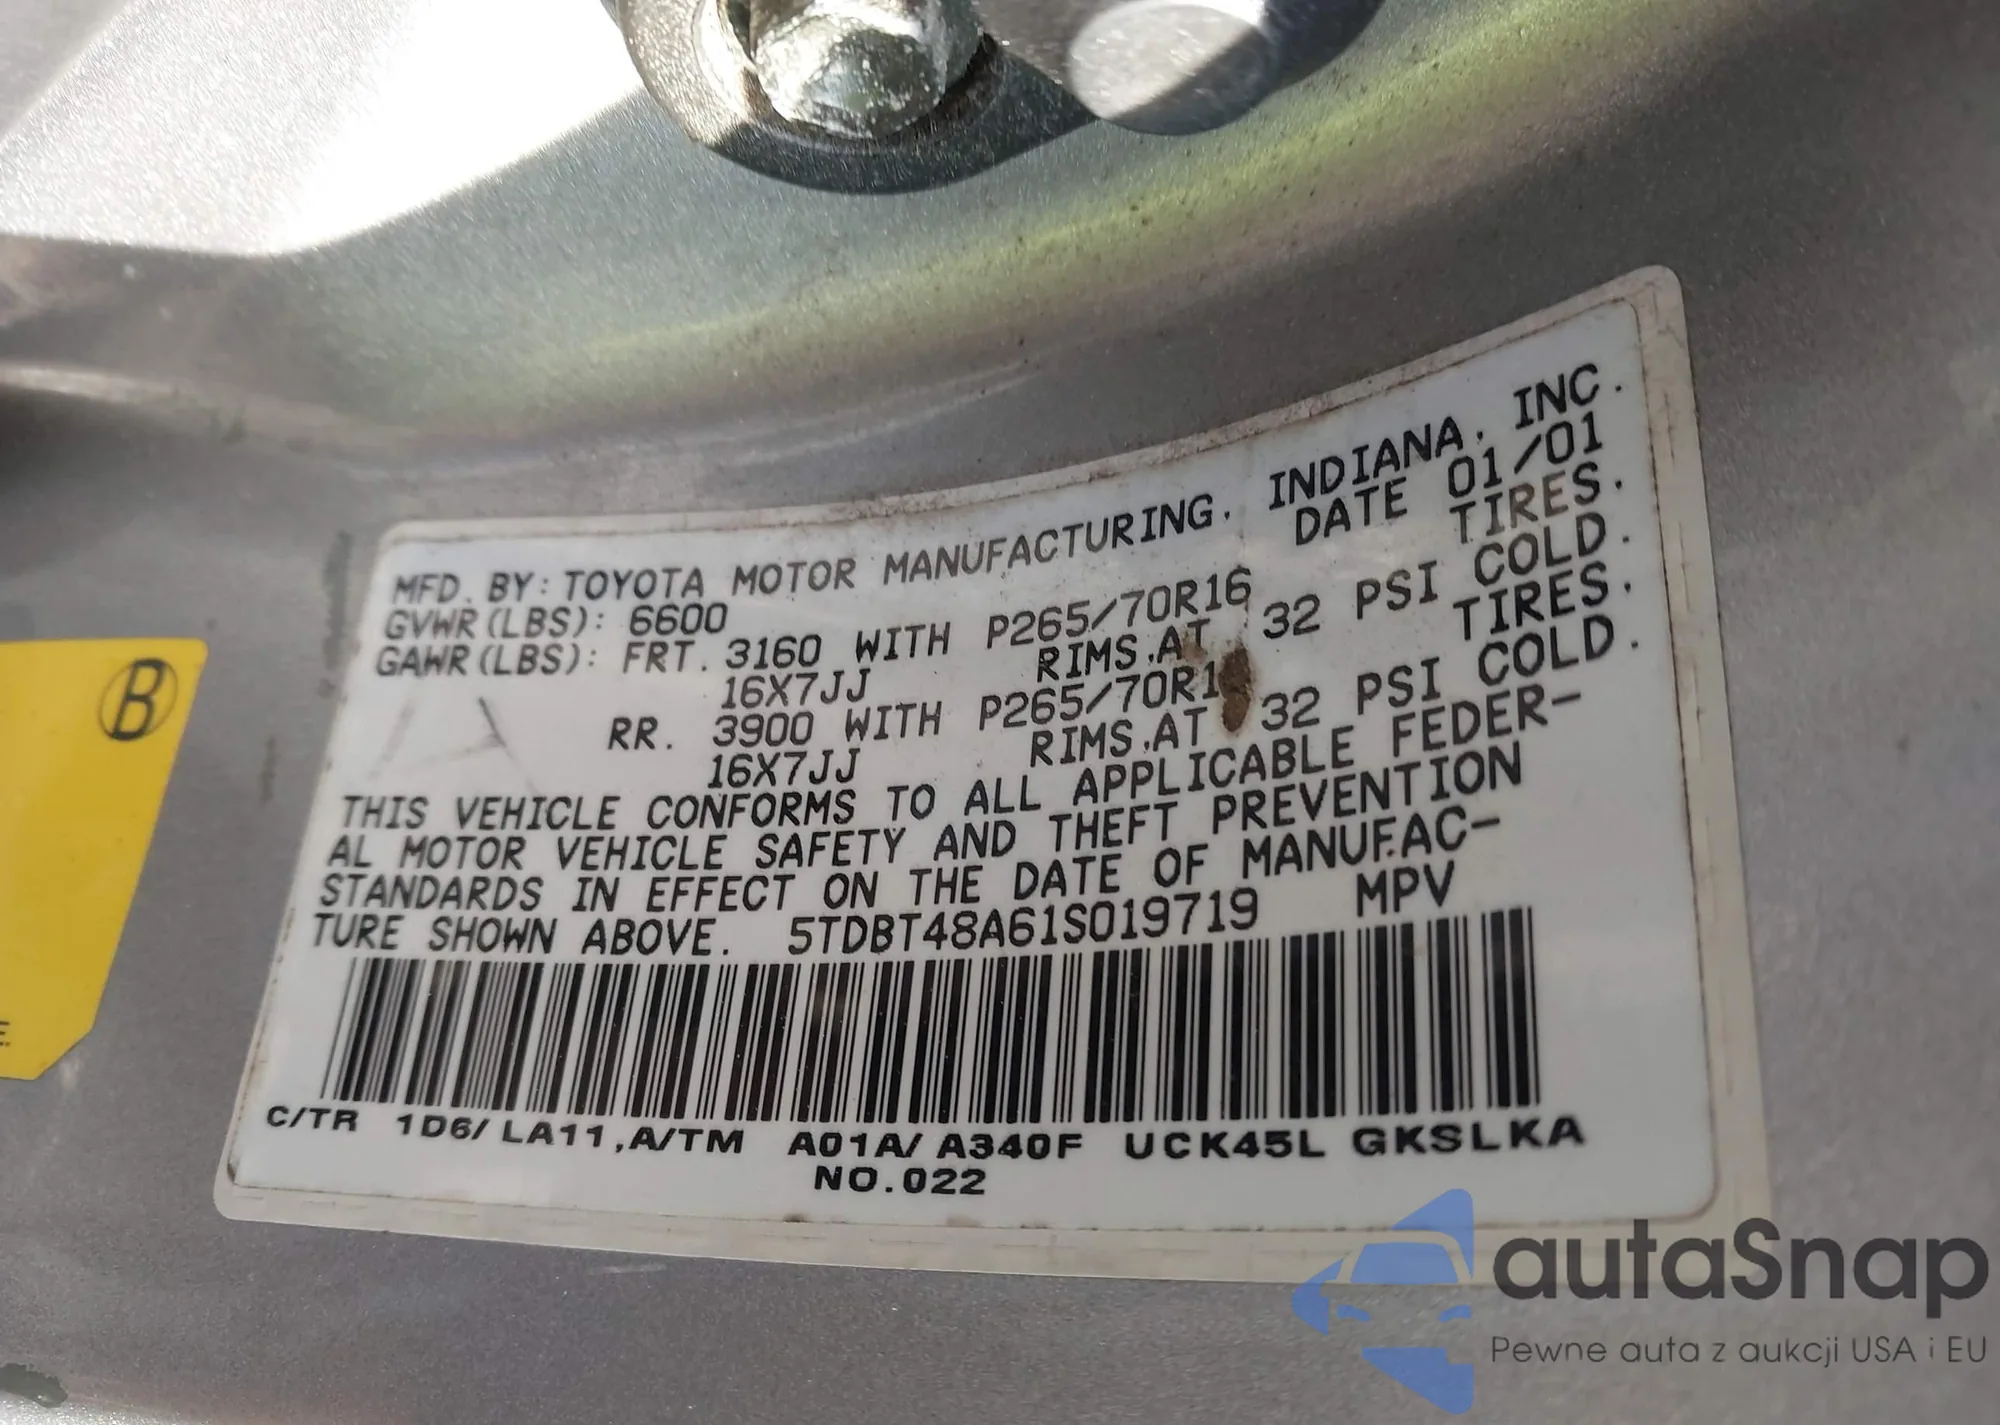 MFD. BY: TOYOTA MOTOR MANUFACTURING, INDIANA, INC.
GVWR(LBS): 6600 DATE 01/01
GAWR(LBS): FRT. 3160 WITH P265/70R16 TIRES.
16X7JJ RIMS.AT 32 PSI COLD.
RR. 3900 WITH P265/70R1 TIRES.
16X7JJ RIMS.AT 32 PSI COLD.
THIS VEHICLE CONFORMS TO ALL APPLICABLE FEDER-
AL MOTOR VEHICLE SAFETY AND THEFT PREVENTION
STANDARDS IN EFFECT ON THE DATE OF MANUFAC-
TURE SHOWN ABOVE. 5TDBT48A61S019719 MPV
C/TR 1D6/LA11,A/TM A01A/A340F UCK45L GKSLKA
NO.022
B
E.
autaSnap
Pewne auta z aukcji USA i EU